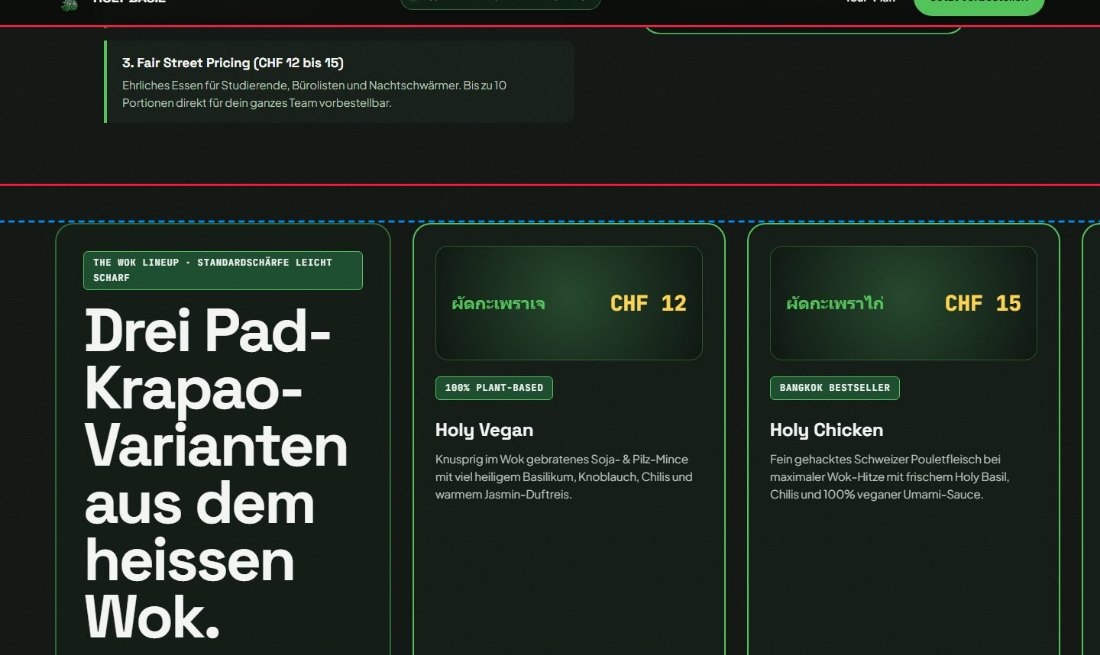 HOLY BASIL
3. Fair Street Pricing (CHF 12 bis 15)
Ehrliches Essen für Studierende, Bürolisten und Nachtschwärmer. Bis zu 10
Portionen direkt für dein ganzes Team vorbestellbar.
THE WOK LINEUP · STANDARDSCHÄRFE LEICHT
SCHARF
Drei Pad-
Krapao-
Varianten
aus dem
heissen
Wok.
ผัดกะเพราเจ
CHF 12
100% PLANT-BASED
Holy Vegan
Knusprig im Wok gebratenes Soja- & Pilz-Mince
mit viel heiligem Basilikum, Knoblauch, Chilis und
warmem Jasmin-Duftreis.
ผัดกะเพราไก่
CHF 15
BANGKOK BESTSELLER
Holy Chicken
Fein gehacktes Schweizer Pouletfleisch bei
maximaler Wok-Hitze mit frischem Holy Basil,
Chilis und 100% veganer Umami-Sauce.